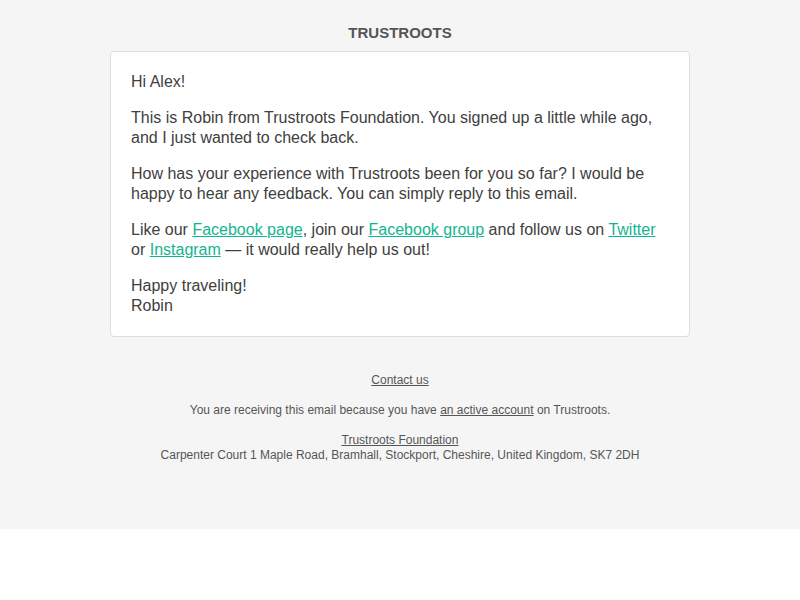 TRUSTROOTS
Hi Alex!
This is Robin from Trustroots Foundation. You signed up a little while ago,
and I just wanted to check back.
How has your experience with Trustroots been for you so far? I would be
happy to hear any feedback. You can simply reply to this email.
Like our Facebook page, join our Facebook group and follow us on Twitter
or Instagram — it would really help us out!
Happy traveling!
Robin
Contact us
You are receiving this email because you have an active account on Trustroots.
Trustroots Foundation
Carpenter Court 1 Maple Road, Bramhall, Stockport, Cheshire, United Kingdom, SK7 2DH